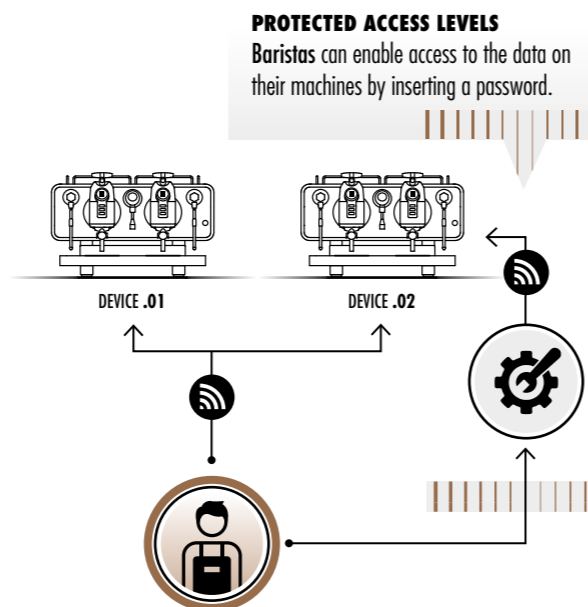 PROTECTED ACCESS LEVELS
Baristas can enable access to the data on
their machines by inserting a password.
DEVICE .01
DEVICE .02